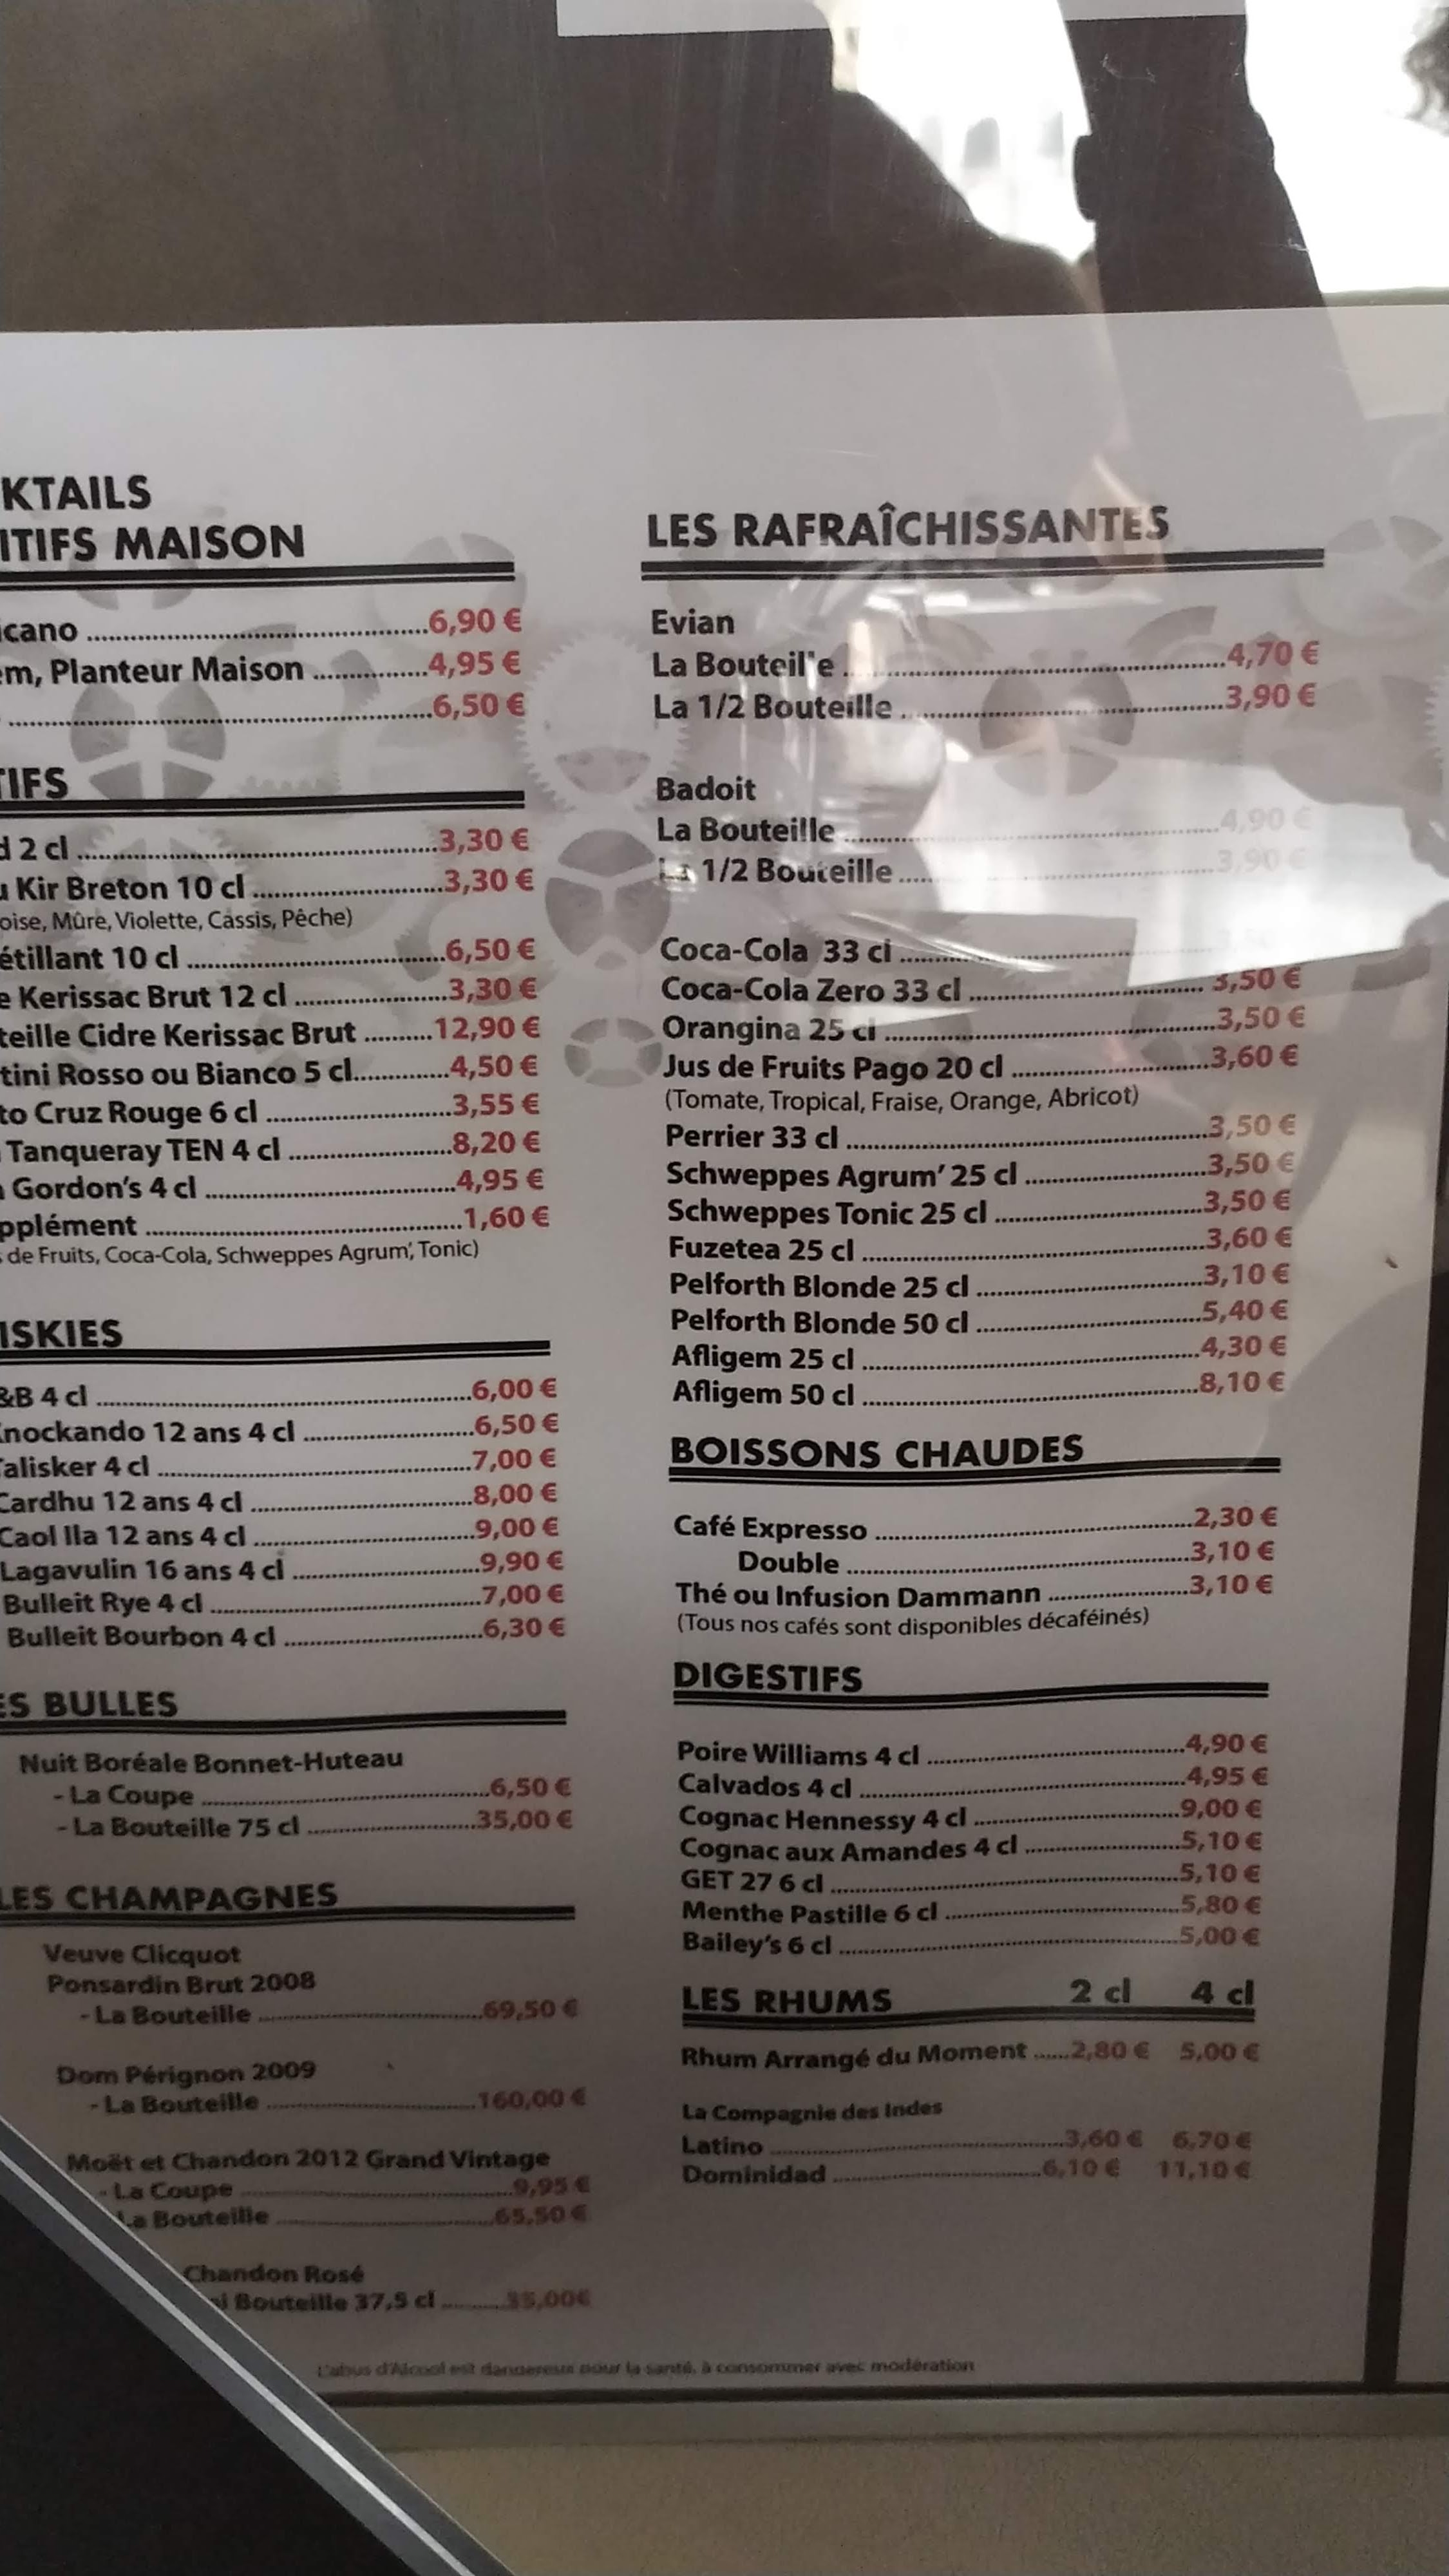 KTAILS
ITIFS MAISON
icano 6,90 €
em, Planteur Maison 4,95 €
6,50 €
TIFS
d 2 cl 3,30 €
u Kir Breton 10 cl 3,30 €
oise, Mûre, Violette, Cassis, Pêche)
étillant 10 cl 6,50 €
e Kerissac Brut 12 cl 3,30 €
teille Cidre Kerissac Brut 12,90 €
tini Rosso ou Bianco 5 cl 4,50 €
to Cruz Rouge 6 cl 3,55 €
Tanqueray TEN 4 cl 8,20 €
Gordon's 4 cl 4,95 €
pplément 1,60 €
de Fruits, Coca-Cola, Schweppes Agrum', Tonic)
ISKIES
&B 4 cl 6,00 €
nockando 12 ans 4 cl 6,50 €
alisker 4 cl 7,00 €
Cardhu 12 ans 4 cl 8,00 €
Caol Ila 12 ans 4 cl 9,00 €
Lagavulin 16 ans 4 cl 9,90 €
Bulleit Rye 4 cl 7,00 €
Bulleit Bourbon 4 cl 6,30 €
ES BULLES
Nuit Boréale Bonnet-Huteau
- La Coupe 6,50 €
- La Bouteille 75 cl 35,00 €
LES CHAMPAGNES
Veuve Clicquot
Ponsardin Brut 2008
- La Bouteille 69,50 €
Dom Pérignon 2009
- La Bouteille 160,00 €
Moët et Chandon 2012 Grand Vintage
- La Coupe 9,95 €
La Bouteille 65,50 €
Chandon Rosé
i Bouteille 37,5 cl 35,00€
LES RAFRAÎCHISSANTES
Evian
La Bouteille 4,70 €
La 1/2 Bouteille 3,90 €
Badoit
La Bouteille 4,90 €
La 1/2 Bouteille 3,90 €
Coca-Cola 33 cl
Coca-Cola Zero 33 cl 3,50 €
Orangina 25 cl 3,50 €
Jus de Fruits Pago 20 cl 3,60 €
(Tomate, Tropical, Fraise, Orange, Abricot)
Perrier 33 cl 3,50 €
Schweppes Agrum' 25 cl 3,50 €
Schweppes Tonic 25 cl 3,50 €
Fuzetea 25 cl 3,60 €
Pelforth Blonde 25 cl 3,10 €
Pelforth Blonde 50 cl 5,40 €
Afligem 25 cl 4,30 €
Afligem 50 cl 8,10 €
BOISSONS CHAUDES
Café Expresso 2,30 €
Double 3,10 €
Thé ou Infusion Dammann 3,10 €
(Tous nos cafés sont disponibles décaféinés)
DIGESTIFS
Poire Williams 4 cl 4,90 €
Calvados 4 cl 4,95 €
Cognac Hennessy 4 cl 9,00 €
Cognac aux Amandes 4 cl 5,10 €
GET 27 6 cl 5,10 €
Menthe Pastille 6 cl 5,80 €
Bailey's 6 cl 5,00 €
LES RHUMS 2 cl 4 cl
Rhum Arrangé du Moment 2,80 € 5,00 €
La Compagnie des Indes
Latino 3,60 € 6,70 €
Dominidad 6,10 € 11,10 €
L'abus d'Alcool est dangereux pour la santé, à consommer avec modération